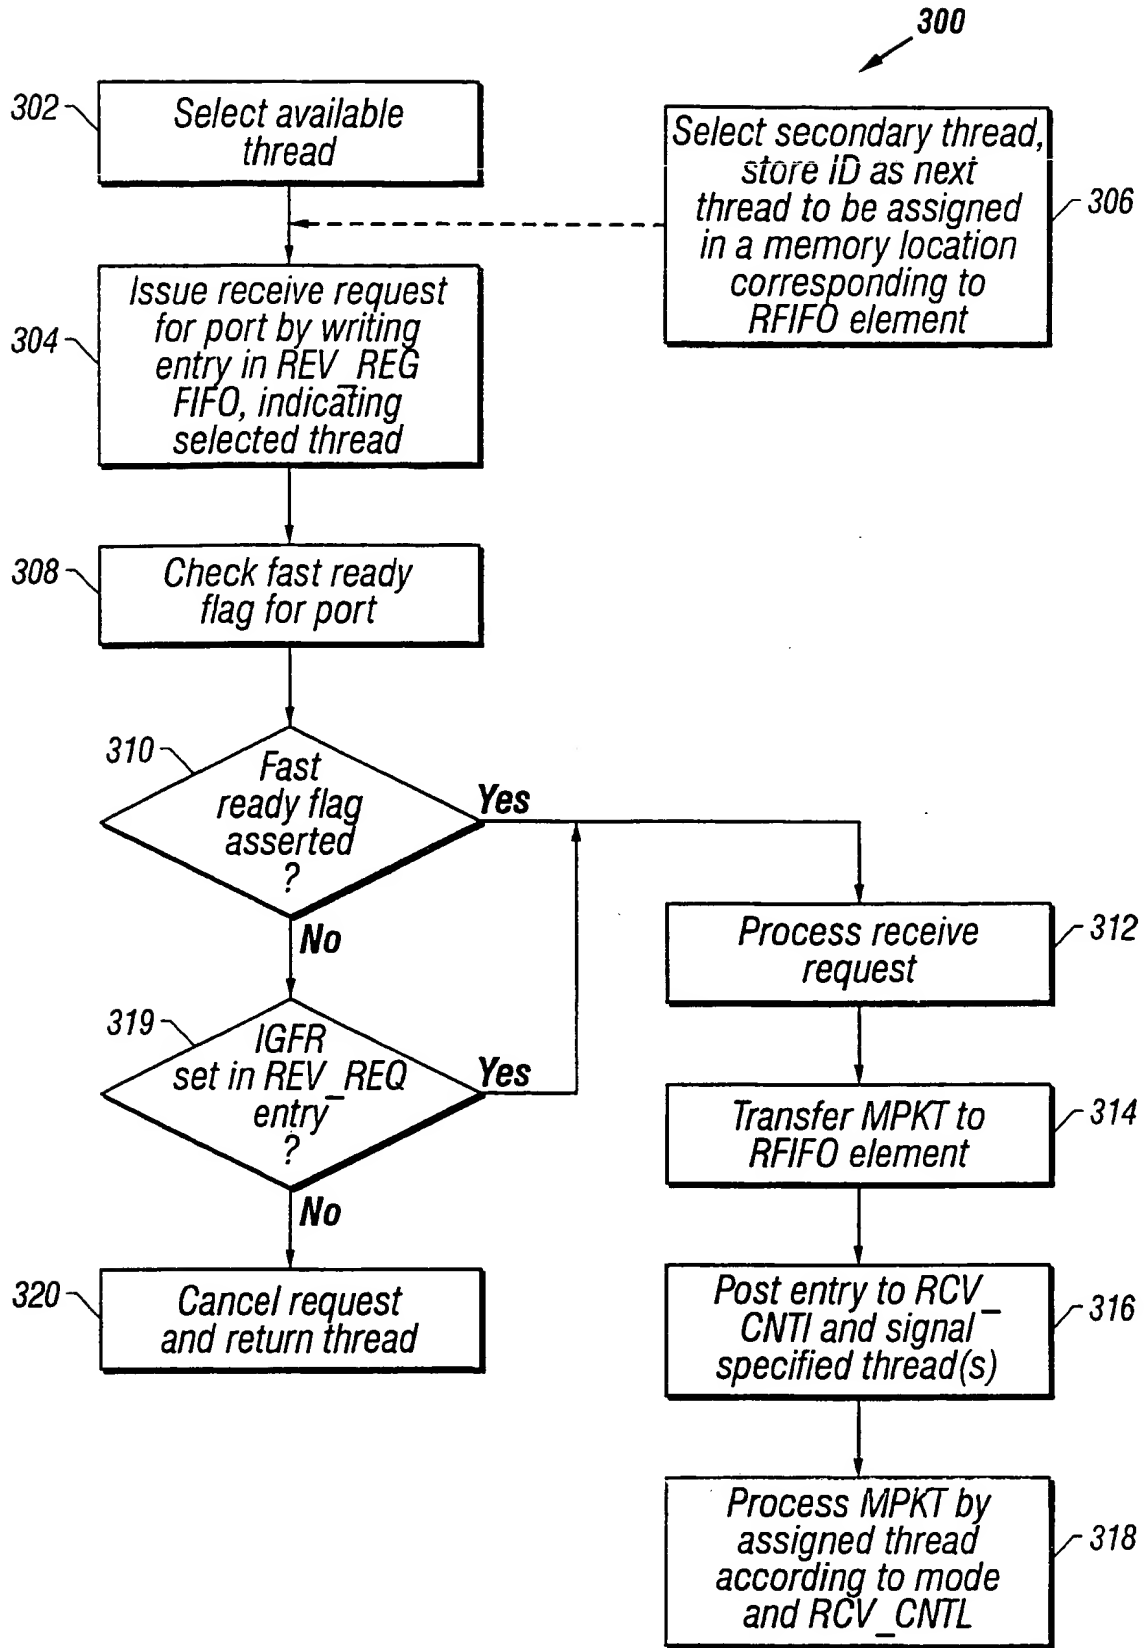 300
302
Select available
thread
Select secondary thread,
store ID as next
thread to be assigned
in a memory location
corresponding to
RFIFO element
306
304
Issue receive request
for port by writing
entry in REV_REG
FIFO, indicating
selected thread
308
Check fast ready
flag for port
310
Fast
ready flag
asserted
?
Yes
No
319
IGFR
set in REV_REQ
entry
?
Yes
No
320
Cancel request
and return thread
Process receive
request
312
Transfer MPKT to
RFIFO element
314
Post entry to RCV_
CNTl and signal
specified thread(s)
316
Process MPKT by
assigned thread
according to mode
and RCV_CNTL
318